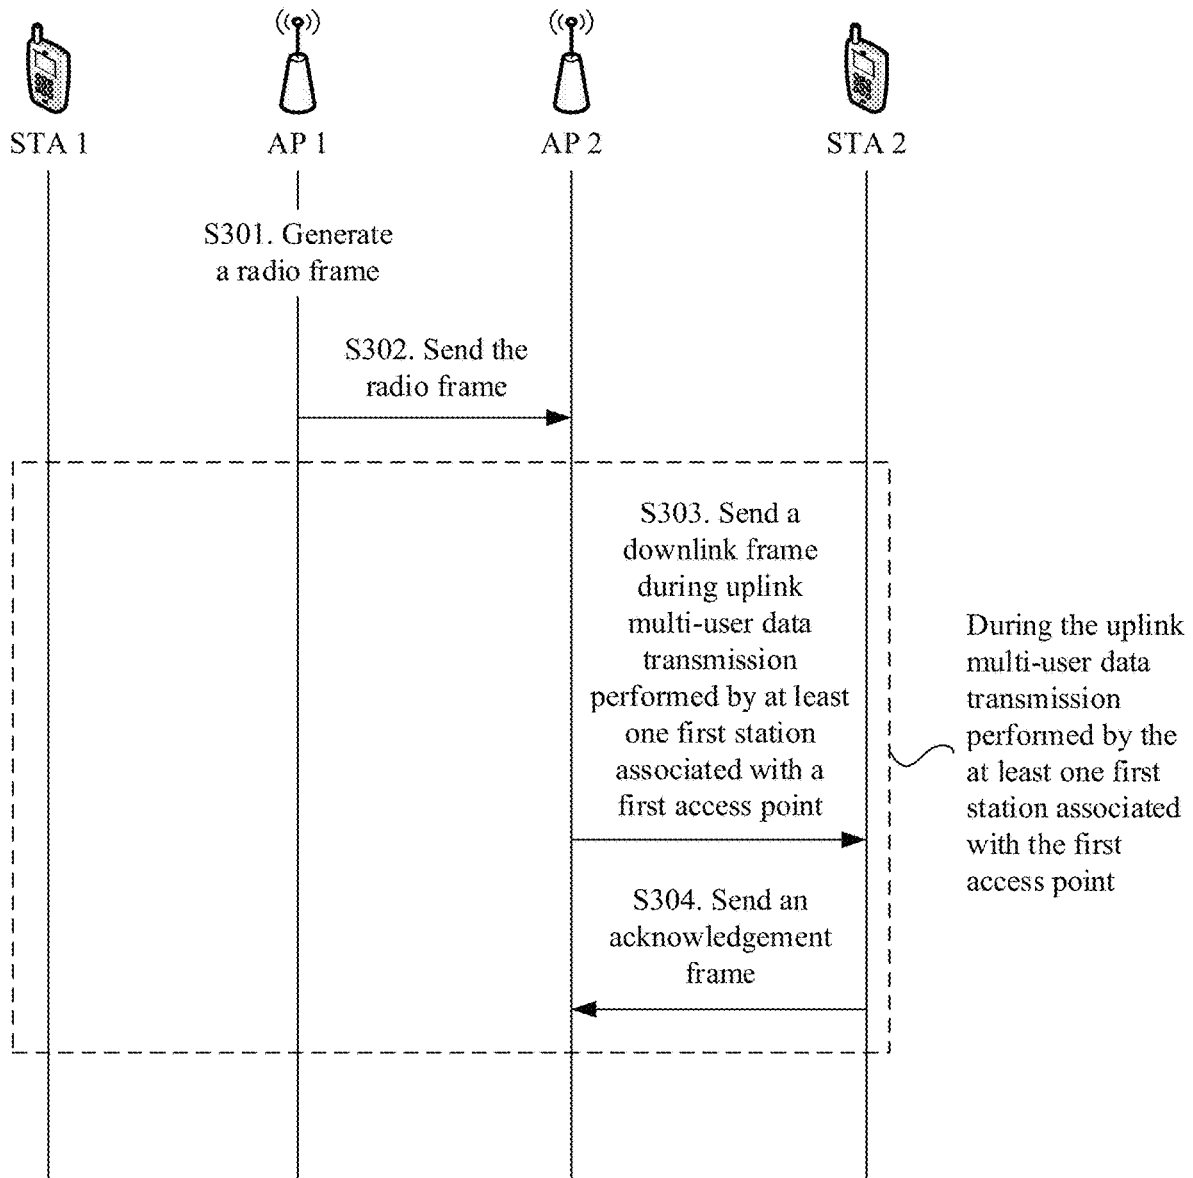 STA 1
AP 1
AP 2
STA 2
S301. Generate
a radio frame
S302. Send the
radio frame
S303. Send a
downlink frame
during uplink
multi-user data
transmission
performed by at least
one first station
associated with a
first access point
During the uplink
multi-user data
transmission
performed by the
at least one first
station associated
with the first
access point
S304. Send an
acknowledgement
frame